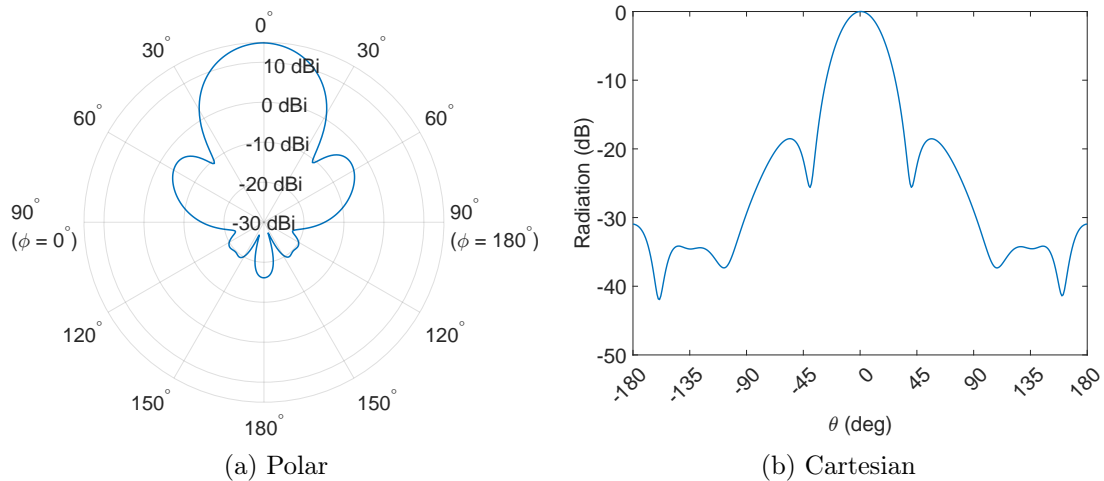 0°
30°
30°
60°
60°
90°
(ϕ = 0°)
90°
(ϕ = 180°)
120°
120°
150°
150°
180°
10 dBi
0 dBi
-10 dBi
-20 dBi
-30 dBi
(a) Polar
Radiation (dB)
0
-10
-20
-30
-40
-50
-180
-135
-90
-45
0
45
90
135
180
θ (deg)
(b) Cartesian